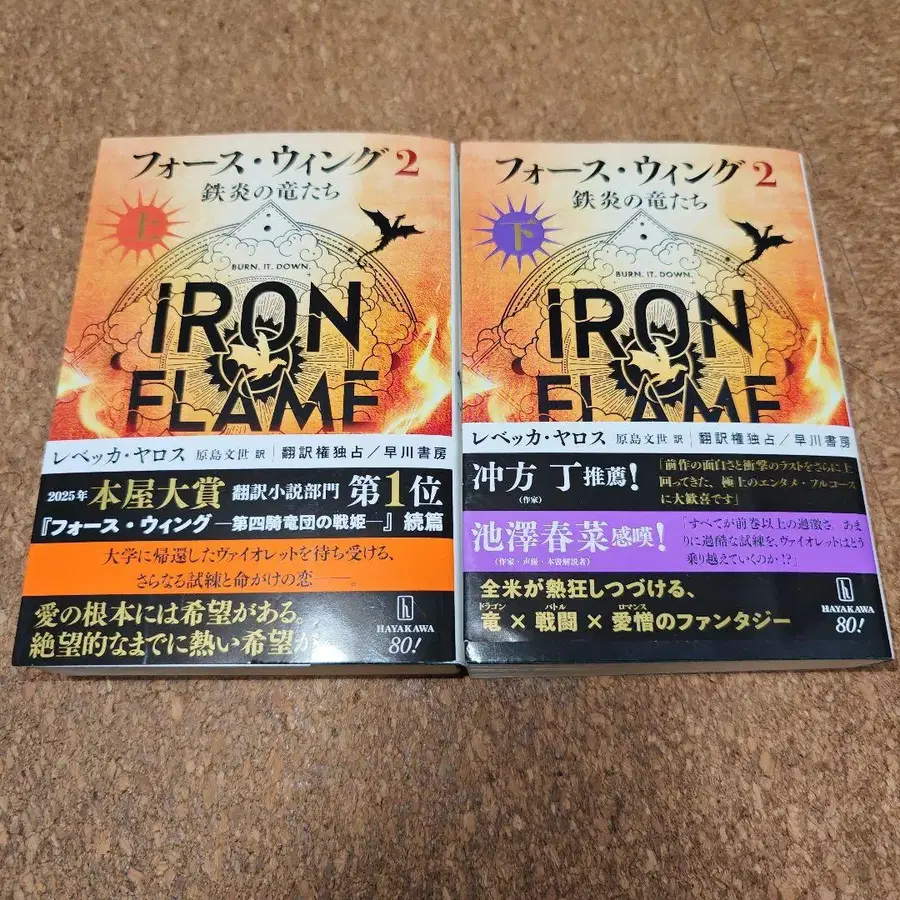 フォース・ウィング 2
鉄炎の竜たち
上
BURN. IT. DOWN.
IRON
FLAME
レベッカ・ヤロス 原島文世 訳 翻訳権独占／早川書房
2025年 本屋大賞 翻訳小説部門 第1位
『フォース・ウィング―第四騎竜団の戦姫―』続篇
大学に帰還したヴァイオレットを待ち受ける、
さらなる試練と命がけの恋――。
愛の根本には希望がある。
絶望的なまでに熱い希望が
h
HAYAKAWA
80!
フォース・ウィング 2
鉄炎の竜たち
下
BURN. IT. DOWN.
IRON
FLAME
レベッカ・ヤロス 原島文世 訳 翻訳権独占／早川書房
冲方 丁 推薦!
(作家)
「前作の面白さと衝撃のラストをさらに上
回ってきた、極上のエンタメ・フルコース
に大歓喜です」
池澤春菜 感嘆!
(作家・声優・本書解説者)
「すべてが前巻以上の過激さ。あま
りに過酷な試練を、ヴァイオレットはどう
乗り越えていくのか!?」
全米が熱狂しつづける、
ドラゴン バトル ロマンス
竜×戦闘×愛憎のファンタジー
h
HAYAKAWA
80!